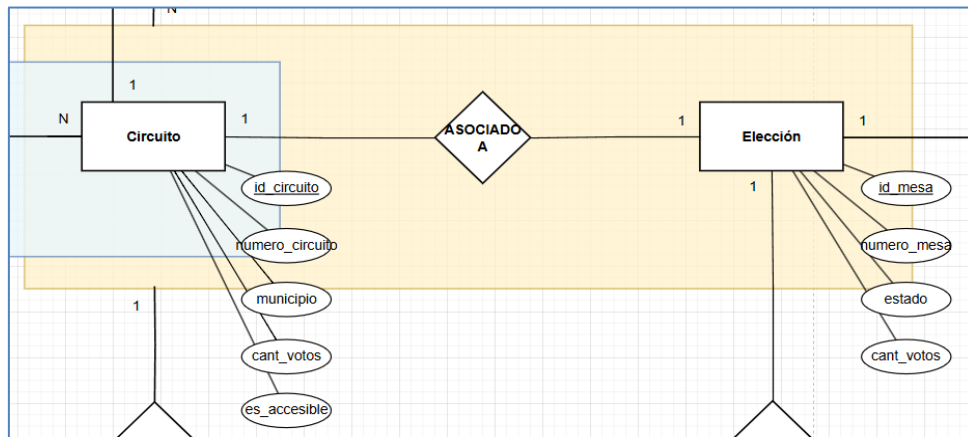 N
1
N
Circuito
1
ASOCIADO
A
1
Elección
1
id_circuito
1
id_mesa
numero_circuito
numero_mesa
1
municipio
estado
cant_votos
cant_votos
es_accesible